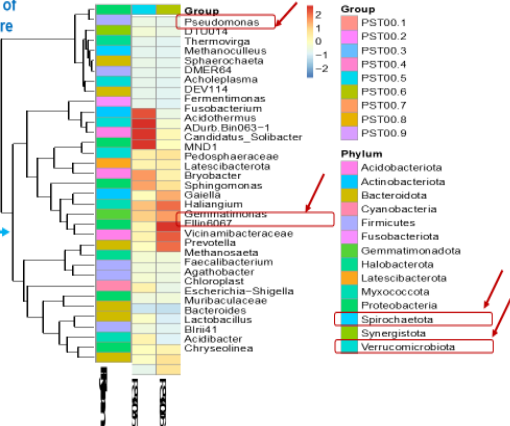 of
re
Group
Pseudomonas
DTU014
Thermovirga
Methanoculleus
Sphaerochaeta
DMER64
Acholeplasma
DEV114
Fermentimonas
Fusobacterium
Acidothermus
ADurb.Bin063-1
Candidatus_Solibacter
MND1
Pedosphaeraceae
Latescibacterota
Bryobacter
Sphingomonas
Gaiella
Haliangium
Gemmatimonas
Ellin6067
Vicinamibacteraceae
Prevotella
Methanosaeta
Faecalibacterium
Agathobacter
Chloroplast
Escherichia-Shigella
Muribaculaceae
Bacteroides
Lactobacillus
Blrii41
Acidibacter
Chryseolinea
2
1
0
-1
-2
Group
PST00.1
PST00.2
PST00.3
PST00.4
PST00.5
PST00.6
PST00.7
PST00.8
PST00.9
Phylum
Acidobacteriota
Actinobacteriota
Bacteroidota
Cyanobacteria
Firmicutes
Fusobacteriota
Gemmatimonadota
Halobacterota
Latescibacterota
Myxococcota
Proteobacteria
Spirochaetota
Synergistota
Verrucomicrobiota